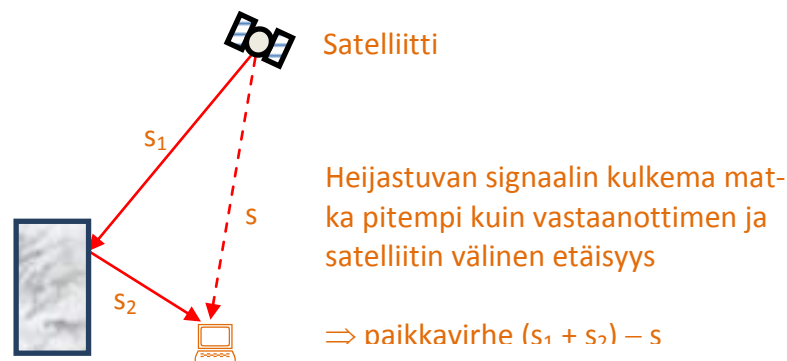 Satelliitti
s₁
Heijastuvan signaalin kulkema mat-
ka pitempi kuin vastaanottimen ja
s
satelliitin välinen etäisyys
s₂
⇒ paikkavirhe (s₁ + s₂) – s